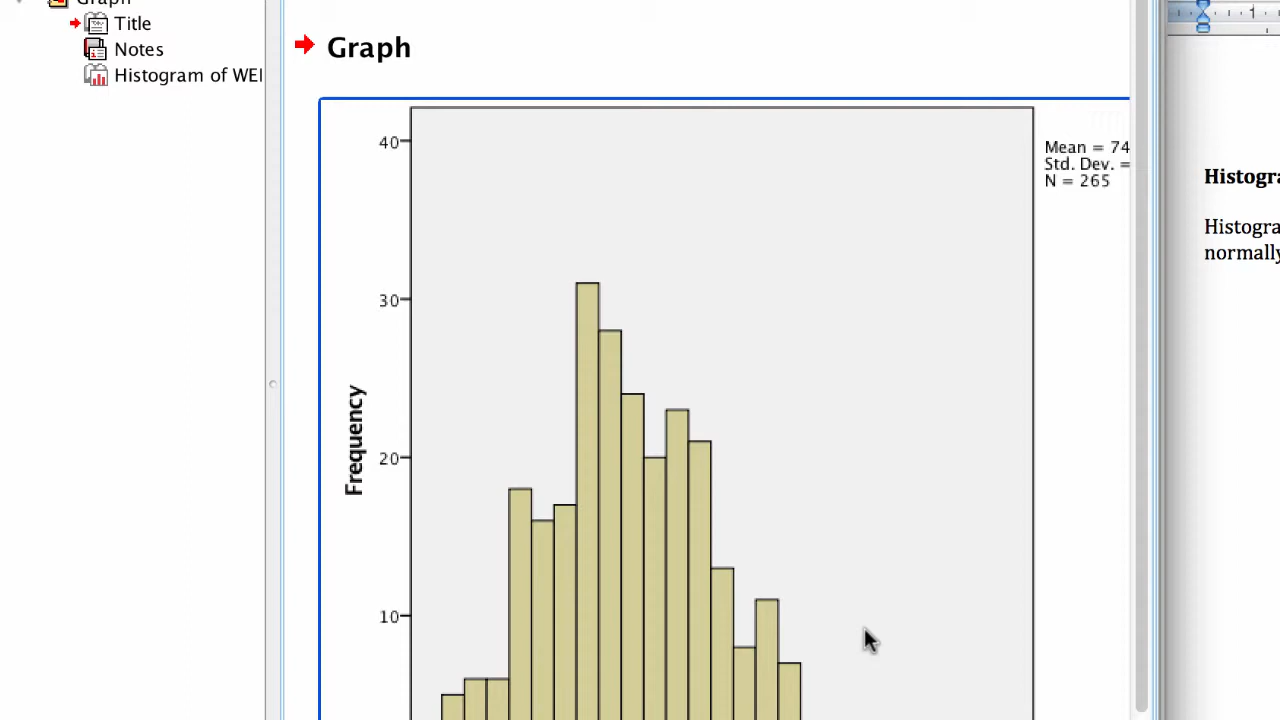 Graph
Title
Notes
Histogram of WEI
Graph
Mean = 74
Std. Dev. =
N = 265
40
30
20
10
Frequency
1
Histogra
Histogra
normally